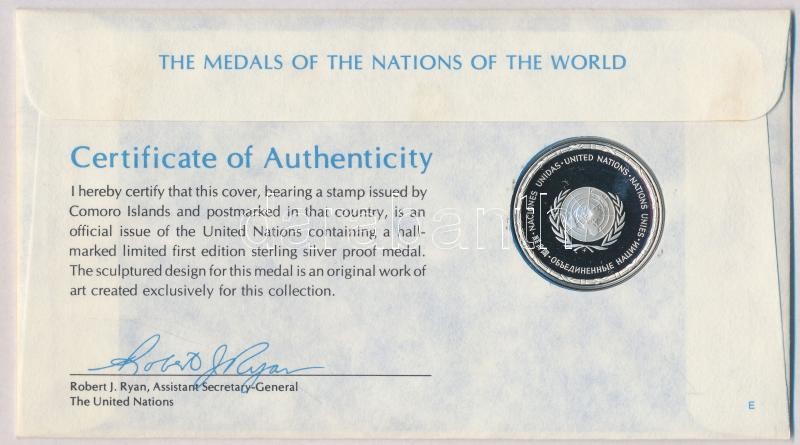 THE MEDALS OF THE NATIONS OF THE WORLD
Certificate of Authenticity
I hereby certify that this cover, bearing a stamp issued by
Comoro Islands and postmarked in that country, is an
official issue of the United Nations containing a hall-
marked limited first edition sterling silver proof medal.
The sculptured design for this medal is an original work of
art created exclusively for this collection.
NACIONES UNIDAS · UNITED NATIONS · NATIONS UNIES ·
ОБЪЕДИНЕННЫЕ НАЦИИ ·
Robert J. Ryan
Robert J. Ryan, Assistant Secretary-General
The United Nations
E